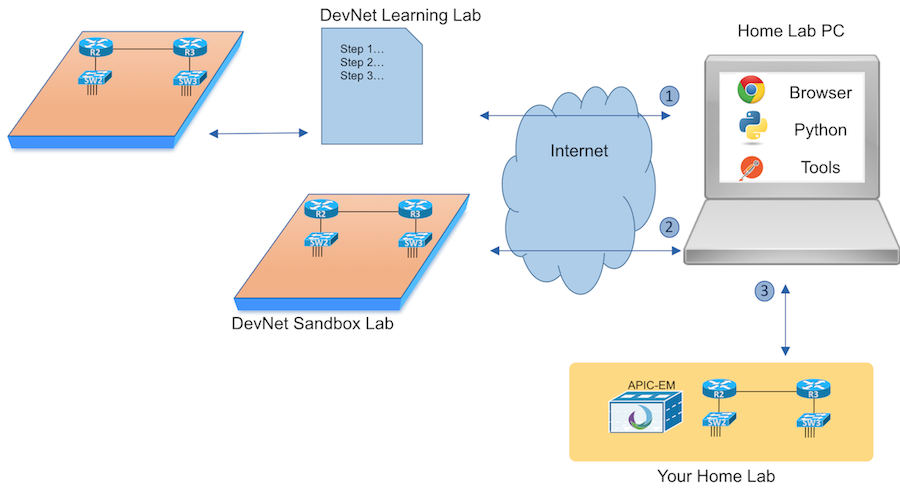 DevNet Learning Lab
Step 1…
Step 2…
Step 3…
R2
R3
SW2
SW3
Home Lab PC
Browser
Python
Tools
1
Internet
2
R2
R3
SW2
SW3
DevNet Sandbox Lab
3
APIC-EM
R2
R3
SW2
SW3
Your Home Lab